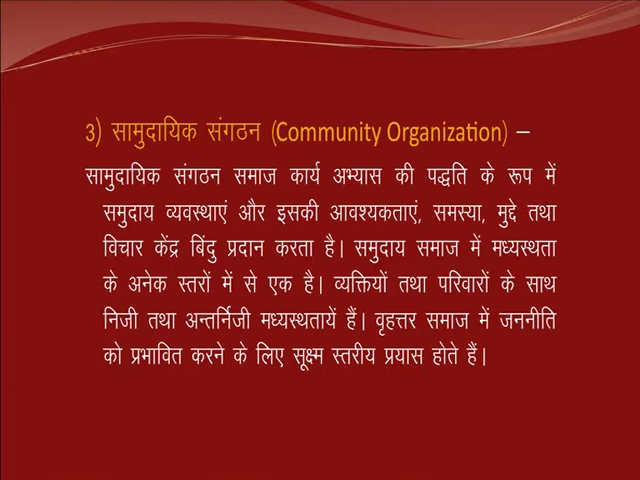 3) सामुदायिक संगठन (Community Organization) –
सामुदायिक संगठन समाज कार्य अभ्यास की पद्धति के रूप में
समुदाय व्यवस्थाएं और इसकी आवश्यकताएं, समस्या, मुद्दे तथा
विचार केंद्र बिंदु प्रदान करता है। समुदाय समाज में मध्यस्थता
के अनेक स्तरों में से एक है। व्यक्तियों तथा परिवारों के साथ
निजी तथा अन्तर्निजी मध्यस्थतायें हैं। वृहत्तर समाज में जननीति
को प्रभावित करने के लिए सूक्ष्म स्तरीय प्रयास होते हैं।